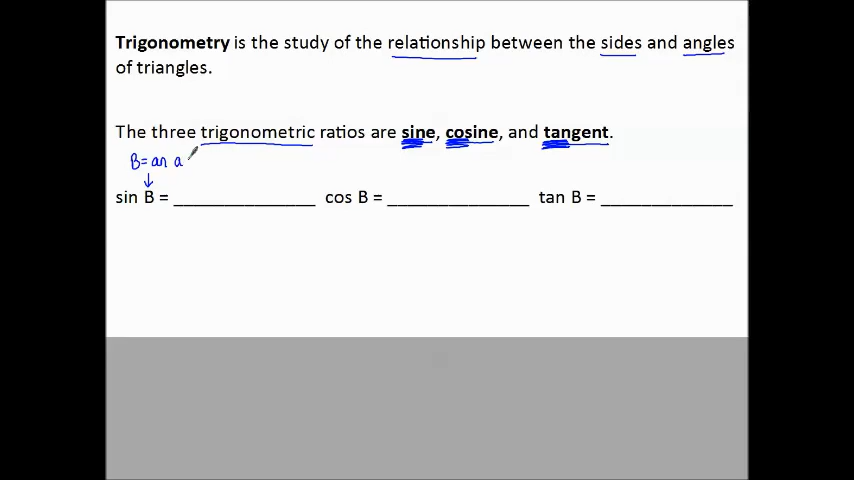 Trigonometry is the study of the relationship between the sides and angles
of triangles.
The three trigonometric ratios are sine, cosine, and tangent.
B = an a
sin B = ______________ cos B = ______________ tan B = _____________